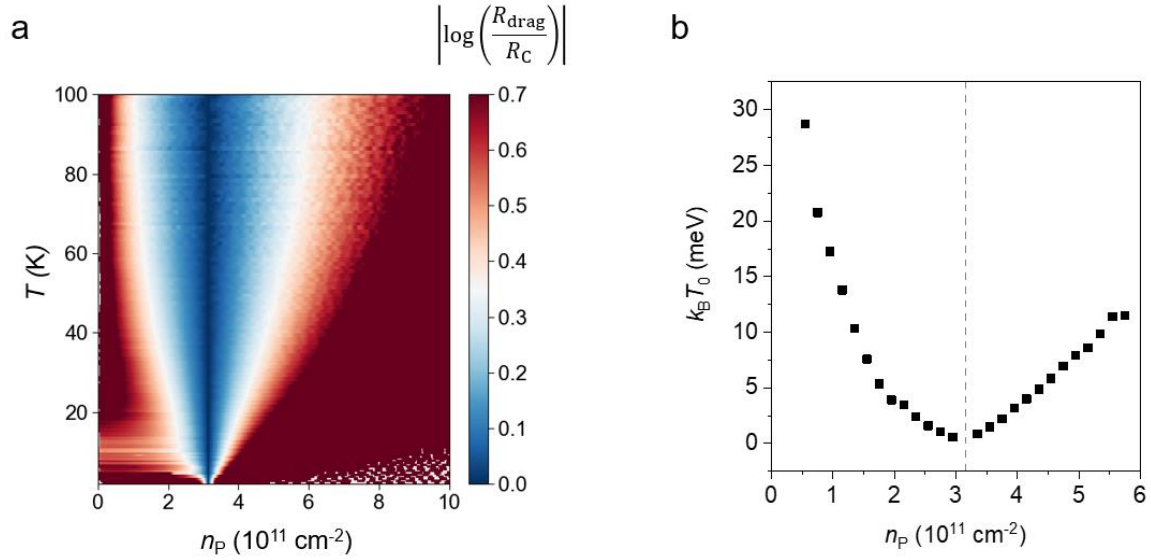 a
|log(R_drag/R_C)|
100
80
60
40
20
T (K)
0 2 4 6 8 10
n_P (10^11 cm^-2)
0.7
0.6
0.5
0.4
0.3
0.2
0.1
0.0
b
30
25
20
15
10
5
0
k_BT_0 (meV)
0 1 2 3 4 5 6
n_P (10^11 cm^-2)